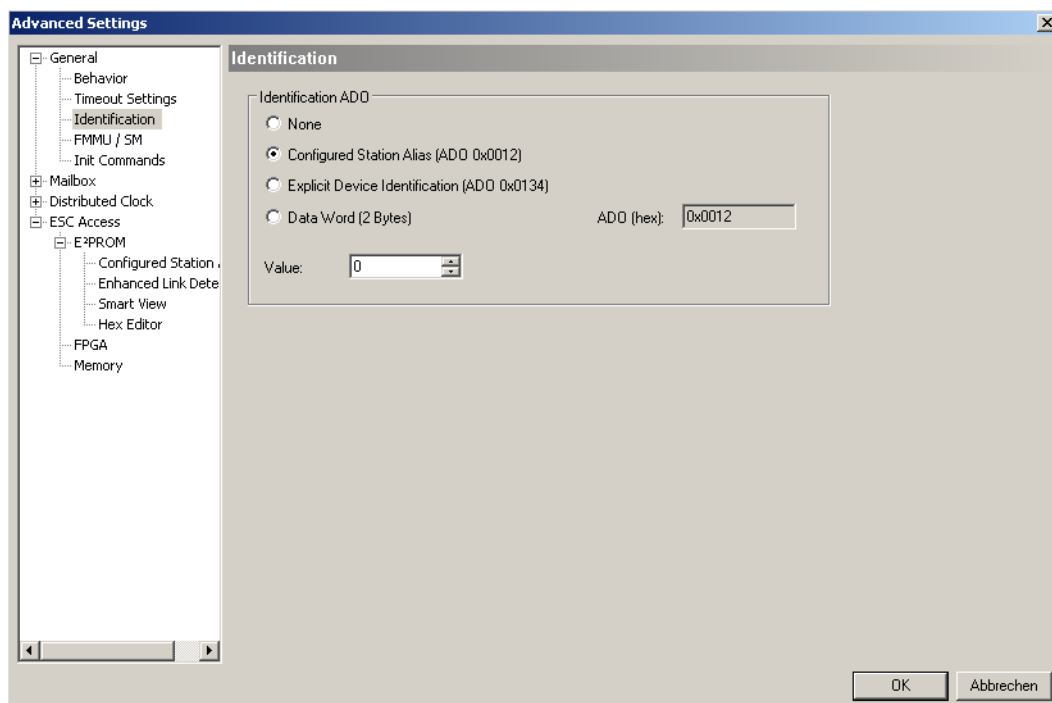 Advanced Settings
General
Behavior
Timeout Settings
Identification
FMMU / SM
Init Commands
Mailbox
Distributed Clock
ESC Access
E²PROM
Configured Station
Enhanced Link Dete
Smart View
Hex Editor
FPGA
Memory
Identification
Identification ADO
None
Configured Station Alias (ADO 0x0012)
Explicit Device Identification (ADO 0x0134)
Data Word (2 Bytes) ADO (hex): 0x0012
Value: 0
OK Abbrechen